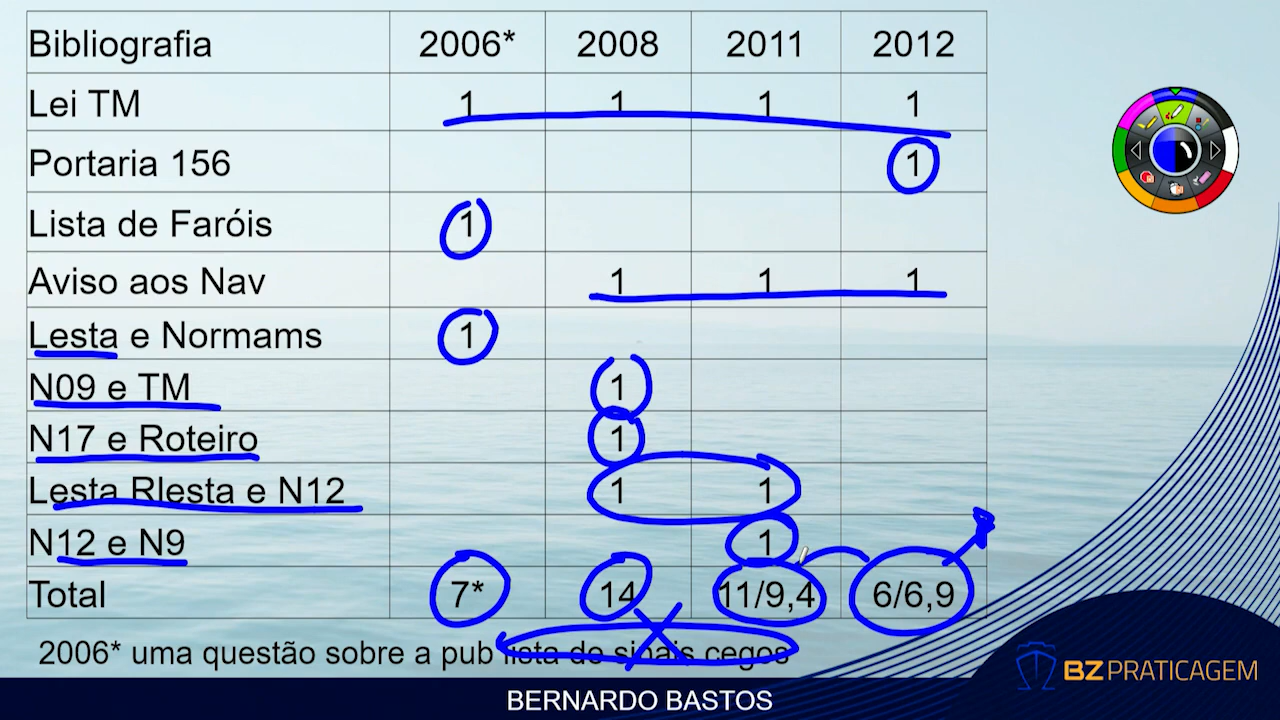 Bibliografia 2006* 2008 2011 2012
Lei TM 1 1 1 1
Portaria 156 1
Lista de Faróis 1
Aviso aos Nav 1 1 1
Lesta e Normams 1
N09 e TM 1
N17 e Roteiro 1
Lesta Rlesta e N12 1 1
N12 e N9 1
Total 7* 14 11/9,4 6/6,9
2006* uma questão sobre a pub lista de sinais cegos
BZPRATICAGEM
BERNARDO BASTOS